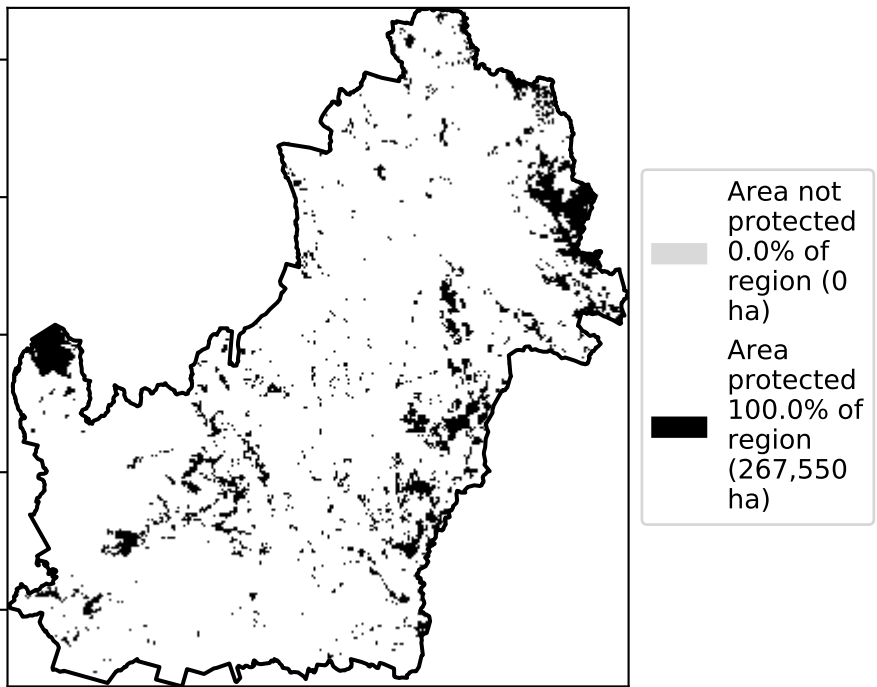 Area not
protected
0.0% of
region (0
ha)
Area
protected
100.0% of
region
(267,550
ha)